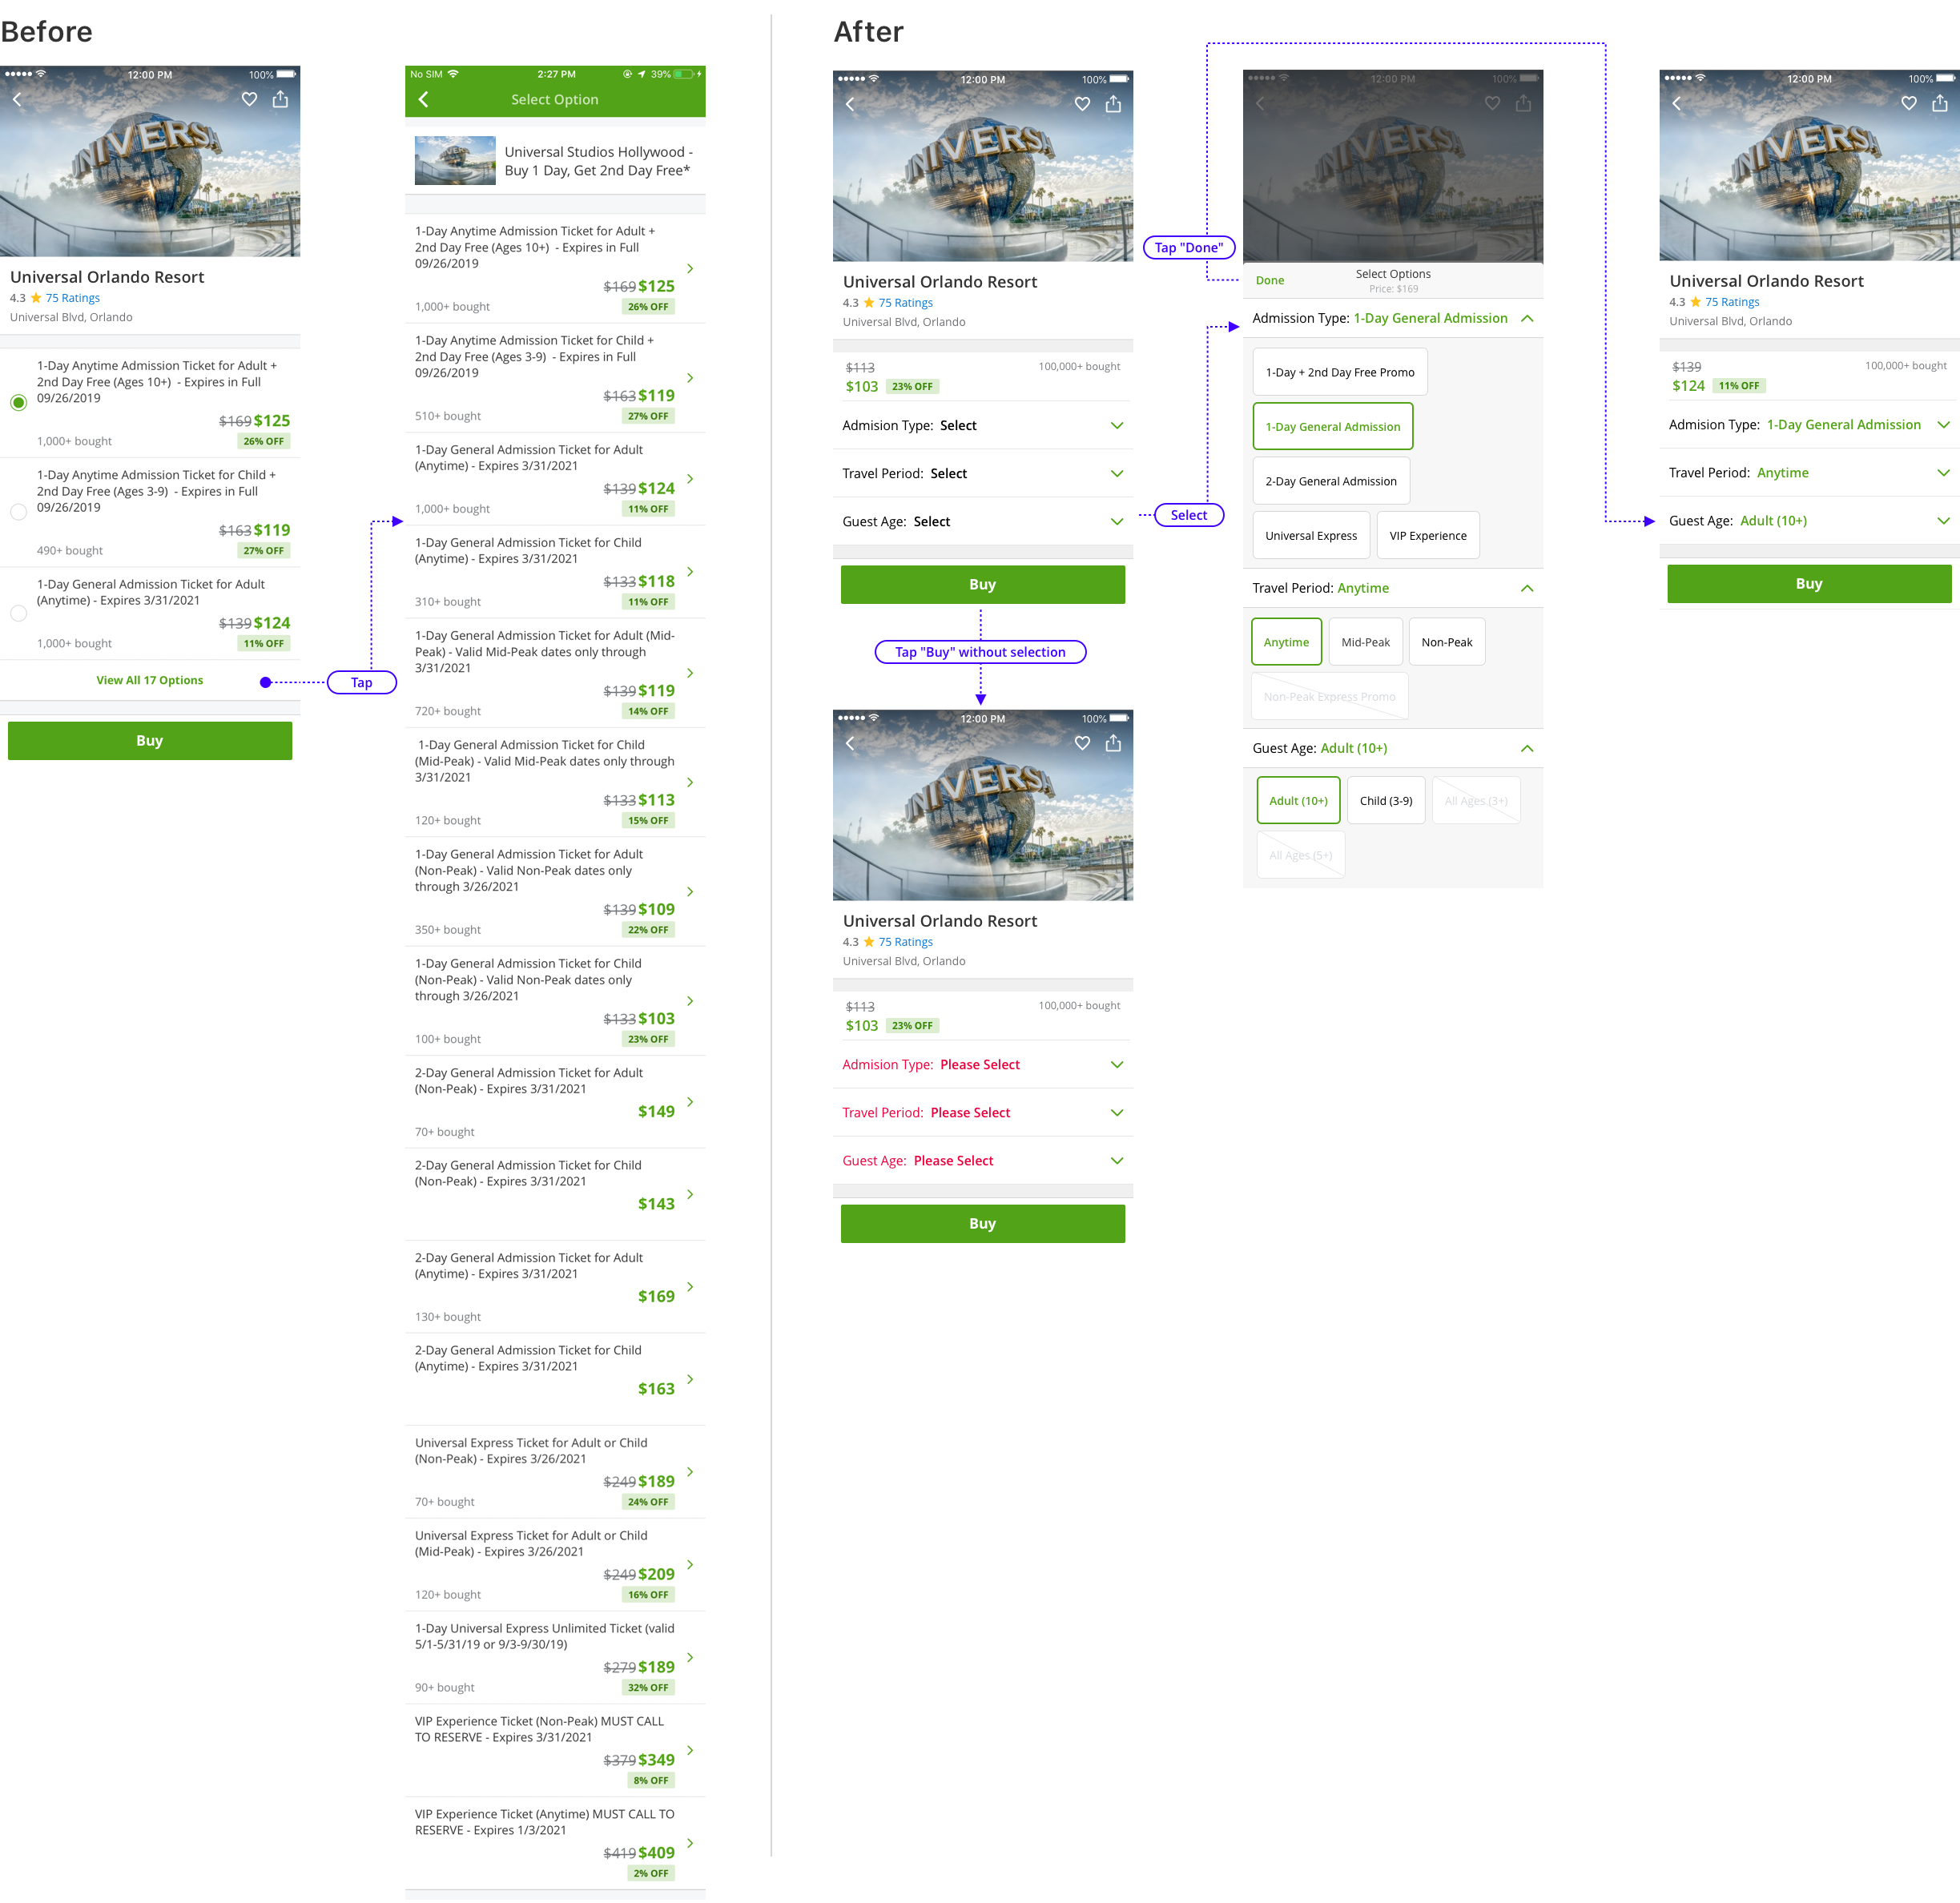 Before
12:00 PM
100%
NIVERSA
Universal Orlando Resort
4.3 75 Ratings
Universal Blvd, Orlando
1-Day Anytime Admission Ticket for Adult +
2nd Day Free (Ages 10+) - Expires in Full
09/26/2019
$169 $125
1,000+ bought
26% OFF
1-Day Anytime Admission Ticket for Child +
2nd Day Free (Ages 3-9) - Expires in Full
09/26/2019
$163 $119
490+ bought
27% OFF
1-Day General Admission Ticket for Adult
(Anytime) - Expires 3/31/2021
$139 $124
1,000+ bought
11% OFF
View All 17 Options
Buy
Tap
No SIM
2:27 PM
39%
Select Option
Universal Studios Hollywood -
Buy 1 Day, Get 2nd Day Free*
1-Day Anytime Admission Ticket for Adult +
2nd Day Free (Ages 10+) - Expires in Full
09/26/2019
$169 $125
1,000+ bought
26% OFF
1-Day Anytime Admission Ticket for Child +
2nd Day Free (Ages 3-9) - Expires in Full
09/26/2019
$163 $119
510+ bought
27% OFF
1-Day General Admission Ticket for Adult
(Anytime) - Expires 3/31/2021
$139 $124
1,000+ bought
11% OFF
1-Day General Admission Ticket for Child
(Anytime) - Expires 3/31/2021
$133 $118
310+ bought
11% OFF
1-Day General Admission Ticket for Adult (Mid-
Peak) - Valid Mid-Peak dates only through
3/31/2021
$139 $119
720+ bought
14% OFF
1-Day General Admission Ticket for Child
(Mid-Peak) - Valid Mid-Peak dates only through
3/31/2021
$133 $113
120+ bought
15% OFF
1-Day General Admission Ticket for Adult
(Non-Peak) - Valid Non-Peak dates only
through 3/26/2021
$139 $109
350+ bought
22% OFF
1-Day General Admission Ticket for Child
(Non-Peak) - Valid Non-Peak dates only
through 3/26/2021
$133 $103
100+ bought
23% OFF
2-Day General Admission Ticket for Adult
(Non-Peak) - Expires 3/31/2021
$149
70+ bought
2-Day General Admission Ticket for Child
(Non-Peak) - Expires 3/31/2021
$143
2-Day General Admission Ticket for Adult
(Anytime) - Expires 3/31/2021
$169
130+ bought
2-Day General Admission Ticket for Child
(Anytime) - Expires 3/31/2021
$163
Universal Express Ticket for Adult or Child
(Non-Peak) - Expires 3/26/2021
$249 $189
70+ bought
24% OFF
Universal Express Ticket for Adult or Child
(Mid-Peak) - Expires 3/26/2021
$249 $209
120+ bought
16% OFF
1-Day Universal Express Unlimited Ticket (valid
5/1-5/31/19 or 9/3-9/30/19)
$279 $189
90+ bought
32% OFF
VIP Experience Ticket (Non-Peak) MUST CALL
TO RESERVE - Expires 3/31/2021
$379 $349
8% OFF
VIP Experience Ticket (Anytime) MUST CALL TO
RESERVE - Expires 1/3/2021
$419 $409
2% OFF
After
12:00 PM
100%
NIVERSA
Universal Orlando Resort
4.3 75 Ratings
Universal Blvd, Orlando
$113
100,000+ bought
$103 23% OFF
Admision Type: Select
Travel Period: Select
Guest Age: Select
Buy
Tap "Buy" without selection
12:00 PM
100%
NIVERSA
Universal Orlando Resort
4.3 75 Ratings
Universal Blvd, Orlando
$113
100,000+ bought
$103 23% OFF
Admision Type: Please Select
Travel Period: Please Select
Guest Age: Please Select
Buy
Select
Tap "Done"
12:00 PM
100%
NIVERSA
Done
Select Options
Price: $169
Admission Type: 1-Day General Admission
1-Day + 2nd Day Free Promo
1-Day General Admission
2-Day General Admission
Universal Express
VIP Experience
Travel Period: Anytime
Anytime
Mid-Peak
Non-Peak
Non-Peak Express Promo
Guest Age: Adult (10+)
Adult (10+)
Child (3-9)
All Ages (3+)
All Ages (5+)
12:00 PM
100%
NIVERSA
Universal Orlando Resort
4.3 75 Ratings
Universal Blvd, Orlando
$139
100,000+ bought
$124 11% OFF
Admision Type: 1-Day General Admission
Travel Period: Anytime
Guest Age: Adult (10+)
Buy